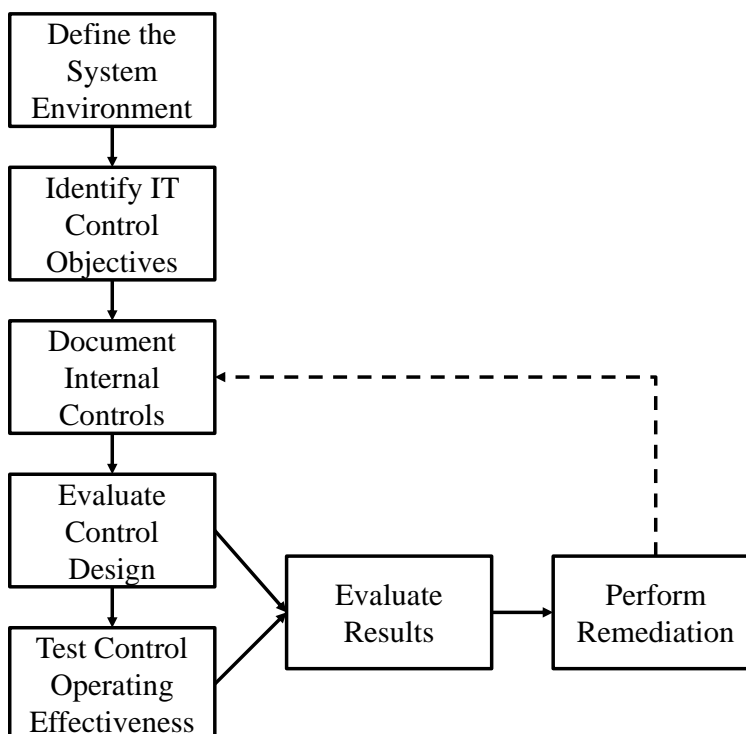 Define the
System
Environment
Identify IT
Control
Objectives
Document
Internal
Controls
Evaluate
Control
Design
Evaluate
Results
Perform
Remediation
Test Control
Operating
Effectiveness